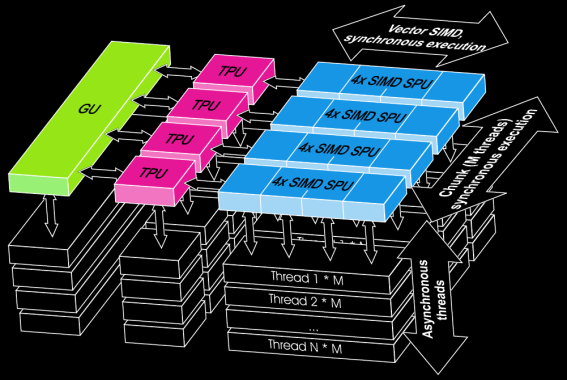 Vector SIMD,
synchronous execution
GU
TPU
TPU
TPU
TPU
4x SIMD SPU
4x SIMD SPU
4x SIMD SPU
4x SIMD SPU
Chunk (M threads)
synchronous execution
Asynchronous
threads
Thread 1 * M
Thread 2 * M
...
Thread N * M